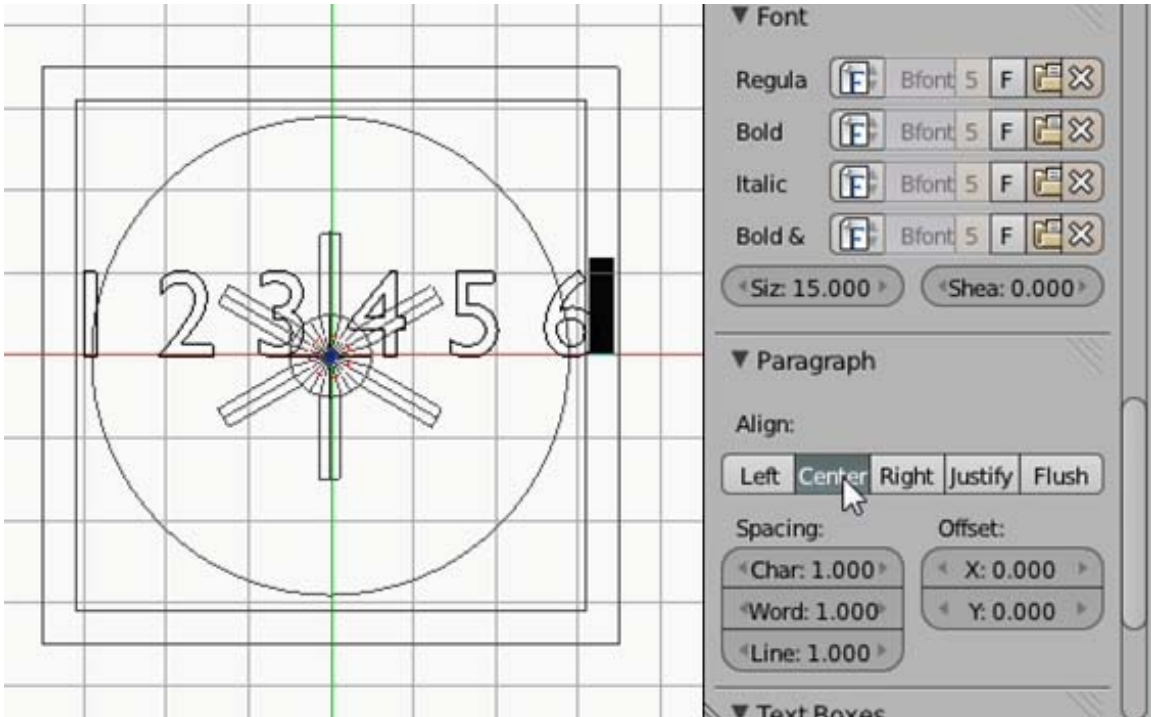 1 2 3 4 5 6
Font
Regula F Bfont 5 F
Bold F Bfont 5 F
Italic F Bfont 5 F
Bold & F Bfont 5 F
Siz: 15.000 Shea: 0.000
Paragraph
Align:
Left Center Right Justify Flush
Spacing: Offset:
Char: 1.000 X: 0.000
Word: 1.000 Y: 0.000
Line: 1.000
Text Boxes